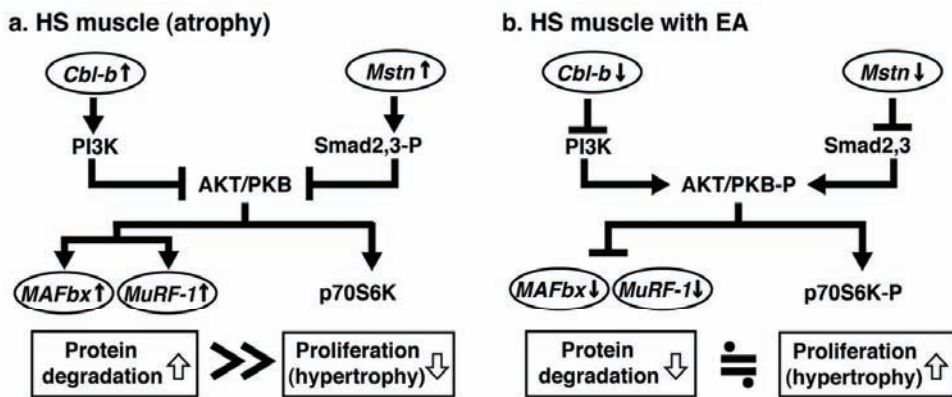 a. HS muscle (atrophy)
b. HS muscle with EA
Cbl-b↑
Mstn↑
PI3K
Smad2,3-P
AKT/PKB
MAFbx↑
MuRF-1↑
p70S6K
Protein
degradation ⇧
>>
Proliferation
(hypertrophy) ⇩
Cbl-b↓
Mstn↓
PI3K
Smad2,3
AKT/PKB-P
MAFbx↓
MuRF-1↓
p70S6K-P
Protein
degradation ⇩
≒
Proliferation
(hypertrophy) ⇧